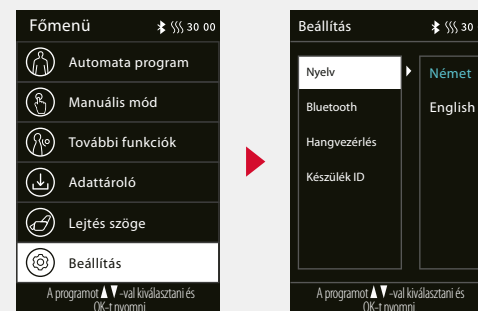 Főmenü 30 00
Automata program
Manuális mód
További funkciók
Adattároló
Lejtés szöge
Beállítás
A programot ▲▼ -val kiválasztani és
OK-t nyomni
Beállítás 30
Nyelv
Bluetooth
Hangvezérlés
Készülék ID
Német
English
A programot ▲▼ -val kiválasztani és
OK-t nyomni